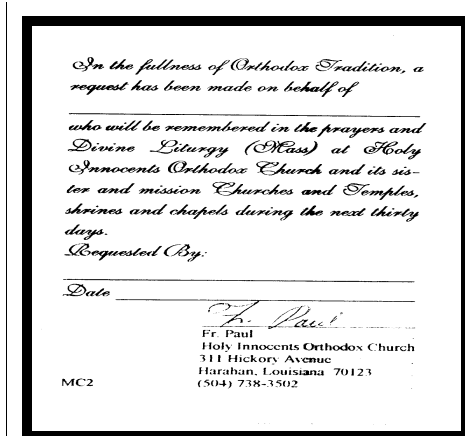 In the fullness of Orthodox Tradition, a
request has been made on behalf of
who will be remembered in the prayers and
Divine Liturgy (Mass) at Holy
Innocents Orthodox Church and its sis-
ter and mission Churches and Temples,
shrines and chapels during the next thirty
days.
Requested By:
Date
Fr. Paul
Fr. Paul
Holy Innocents Orthodox Church
311 Hickory Avenue
Harahan, Louisiana 70123
MC2 (504) 738-3502